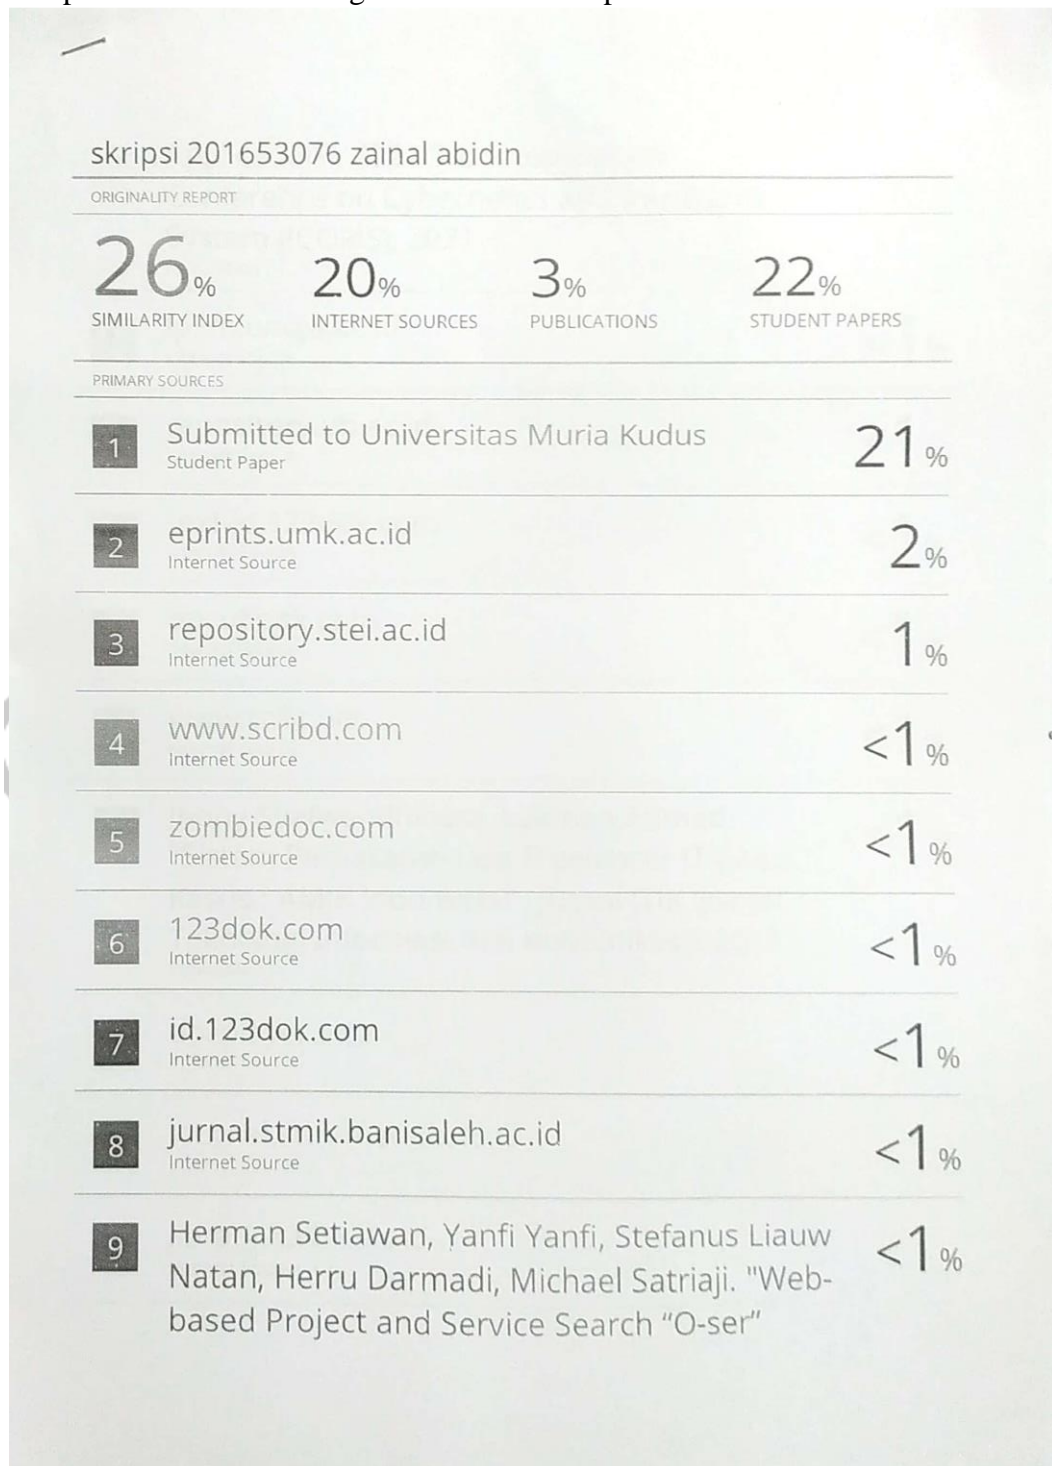 skripsi 201653076 zainal abidin
ORIGINALITY REPORT
26% 20% 3% 22%
SIMILARITY INDEX INTERNET SOURCES PUBLICATIONS STUDENT PAPERS
PRIMARY SOURCES
1 Submitted to Universitas Muria Kudus 21%
Student Paper
2 eprints.umk.ac.id 2%
Internet Source
3 repository.stei.ac.id 1%
Internet Source
4 www.scribd.com <1%
Internet Source
5 zombiedoc.com <1%
Internet Source
6 123dok.com <1%
Internet Source
7 id.123dok.com <1%
Internet Source
8 jurnal.stmik.banisaleh.ac.id <1%
Internet Source
9 Herman Setiawan, Yanfi Yanfi, Stefanus Liauw <1%
Natan, Herru Darmadi, Michael Satriaji. "Web-
based Project and Service Search “O-ser”